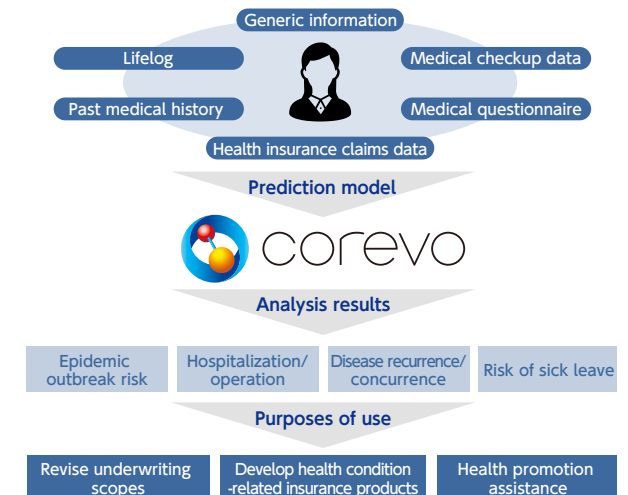 Generic information
Lifelog
Medical checkup data
Past medical history
Medical questionnaire
Health insurance claims data
Prediction model
corevo
Analysis results
Epidemic
outbreak risk
Hospitalization/
operation
Disease recurrence/
concurrence
Risk of sick leave
Purposes of use
Revise underwriting
scopes
Develop health condition
-related insurance products
Health promotion
assistance